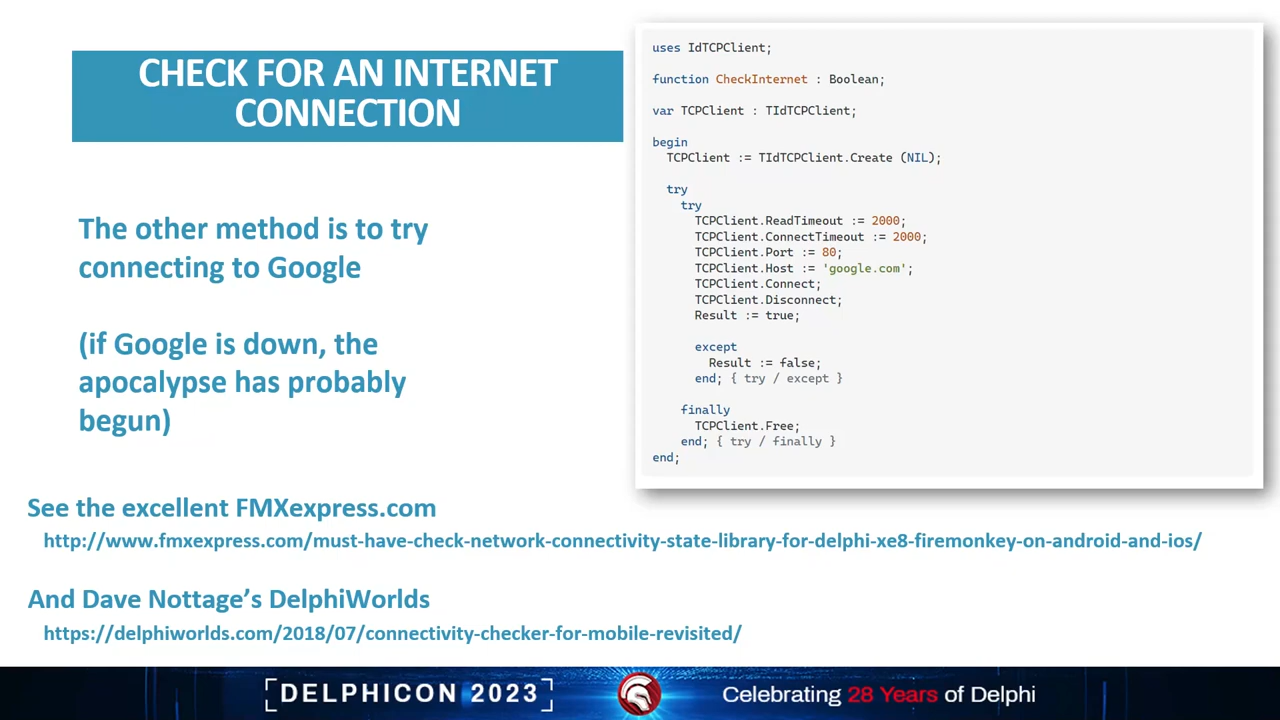 CHECK FOR AN INTERNET
CONNECTION
The other method is to try
connecting to Google
(if Google is down, the
apocalypse has probably
begun)
uses IdTCPClient;
function CheckInternet : Boolean;
var TCPClient : TIdTCPClient;
begin
TCPClient := TIdTCPClient.Create (NIL);
try
try
TCPClient.ReadTimeout := 2000;
TCPClient.ConnectTimeout := 2000;
TCPClient.Port := 80;
TCPClient.Host := 'google.com';
TCPClient.Connect;
TCPClient.Disconnect;
Result := true;
except
Result := false;
end; { try / except }
finally
TCPClient.Free;
end; { try / finally }
end;
See the excellent FMXexpress.com
http://www.fmxexpress.com/must-have-check-network-connectivity-state-library-for-delphi-xe8-firemonkey-on-android-and-ios/
And Dave Nottage’s DelphiWorlds
https://delphiworlds.com/2018/07/connectivity-checker-for-mobile-revisited/
[DELPHICON 2023]
Celebrating 28 Years of Delphi